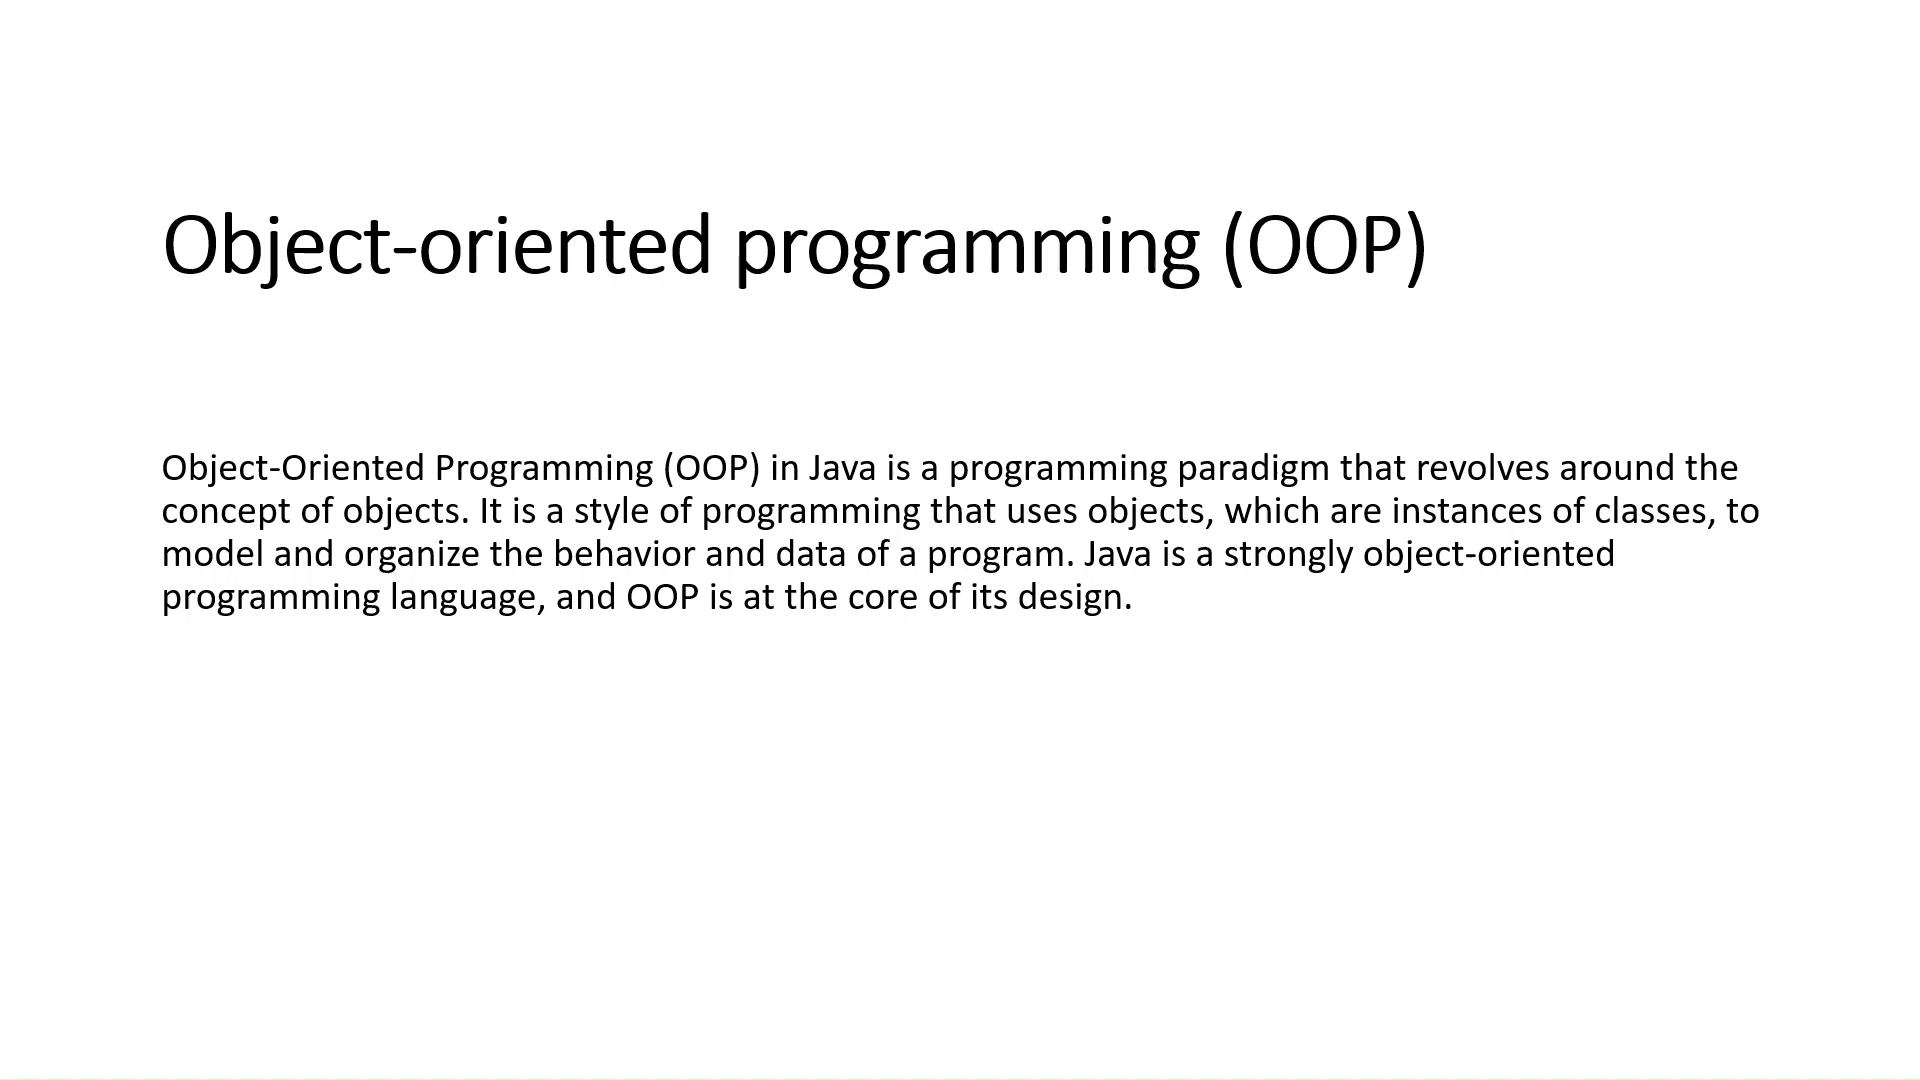 Object-oriented programming (OOP)
Object-Oriented Programming (OOP) in Java is a programming paradigm that revolves around the
concept of objects. It is a style of programming that uses objects, which are instances of classes, to
model and organize the behavior and data of a program. Java is a strongly object-oriented
programming language, and OOP is at the core of its design.